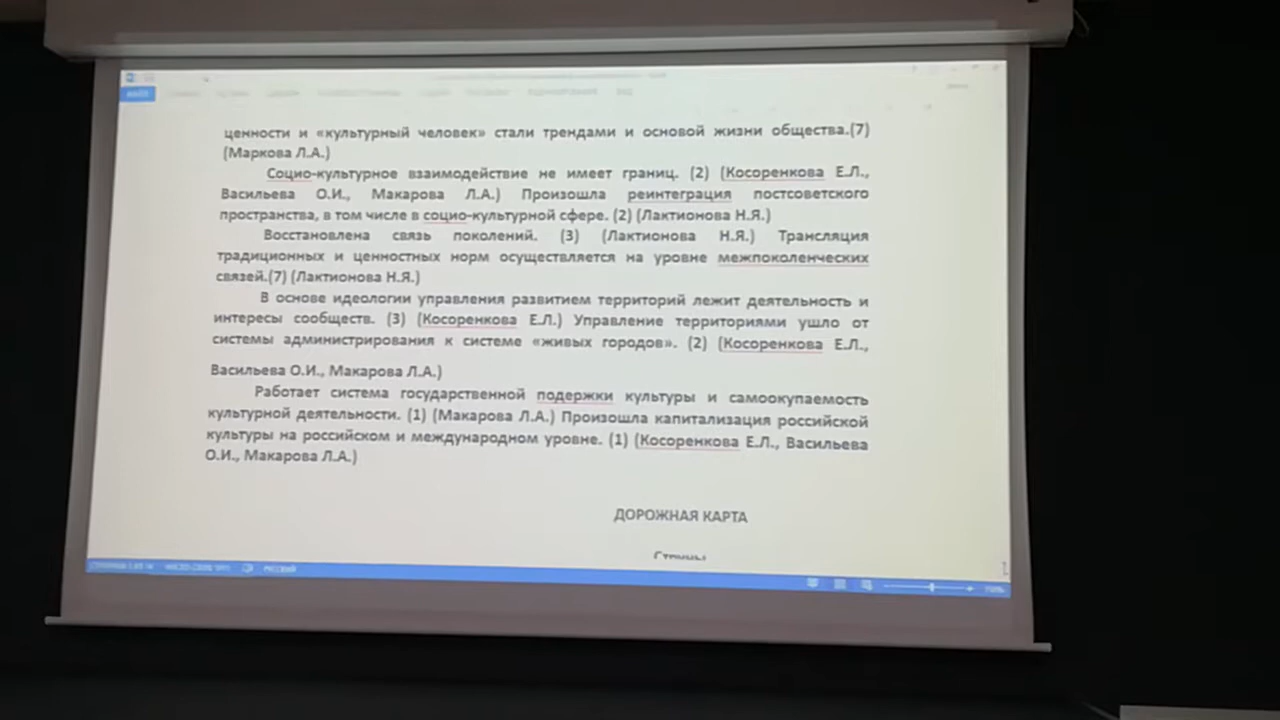 ценности и «культурный человек» стали трендами и основой жизни общества.(7)
(Маркова Л.А.)
Социо-культурное взаимодействие не имеет границ. (2) (Косоренкова Е.Л.,
Васильева О.И., Макарова Л.А.) Произошла реинтеграция постсоветского
пространства, в том числе в социо-культурной сфере. (2) (Лактионова Н.Я.)
Восстановлена связь поколений. (3) (Лактионова Н.Я.) Трансляция
традиционных и ценностных норм осуществляется на уровне межпоколенческих
связей.(7) (Лактионова Н.Я.)
В основе идеологии управления развитием территорий лежит деятельность и
интересы сообществ. (3) (Косоренкова Е.Л.) Управление территориями ушло от
системы администрирования к системе «живых городов». (2) (Косоренкова Е.Л.,
Васильева О.И., Макарова Л.А.)
Работает система государственной подержки культуры и самоокупаемость
культурной деятельности. (1) (Макарова Л.А.) Произошла капитализация российской
культуры на российском и международном уровне. (1) (Косоренкова Е.Л., Васильева
О.И., Макарова Л.А.)
ДОРОЖНАЯ КАРТА
РУССКИЙ